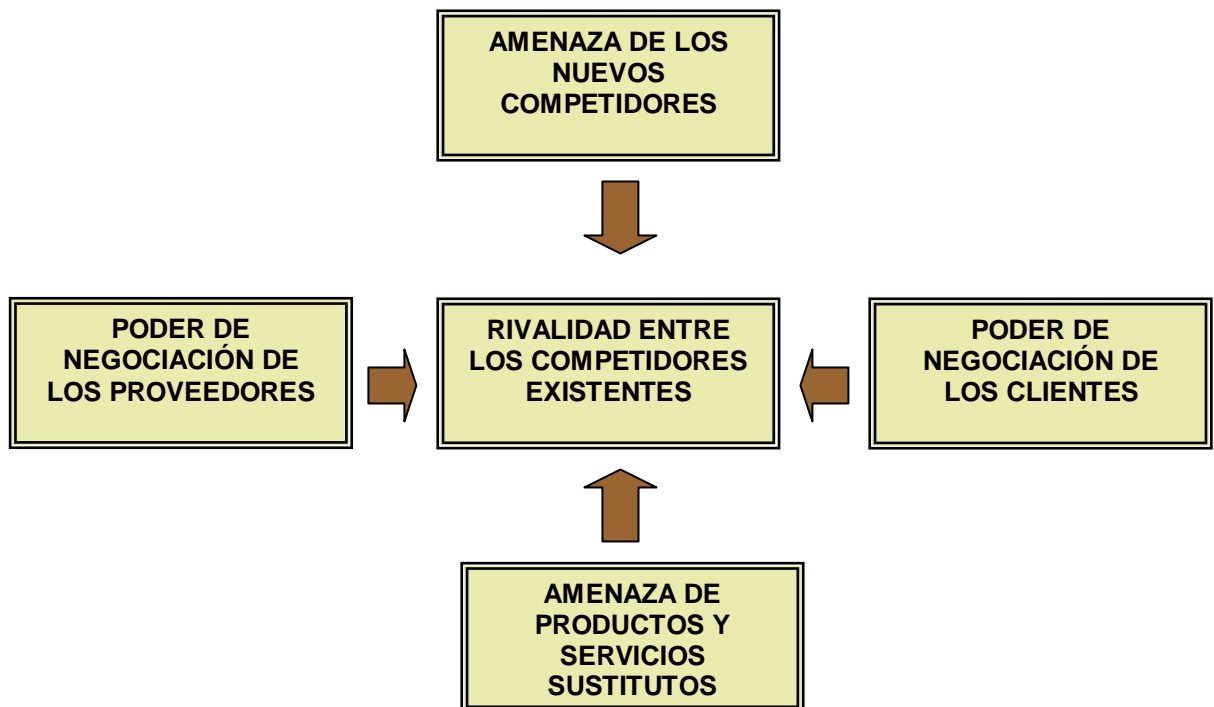 AMENAZA DE LOS
NUEVOS
COMPETIDORES
PODER DE
NEGOCIACIÓN DE
LOS PROVEEDORES
RIVALIDAD ENTRE
LOS COMPETIDORES
EXISTENTES
PODER DE
NEGOCIACIÓN DE
LOS CLIENTES
AMENAZA DE
PRODUCTOS Y
SERVICIOS
SUSTITUTOS